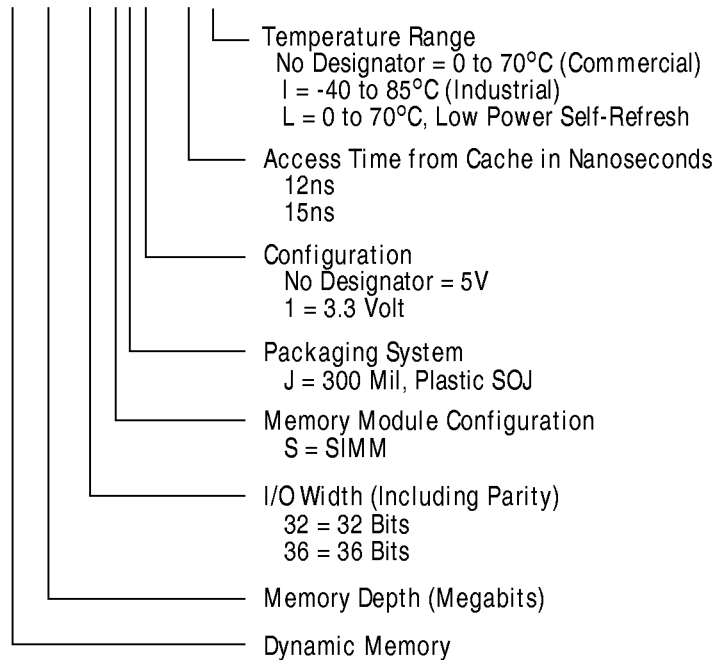 Temperature Range
No Designator = 0 to 70°C (Commercial)
I = -40 to 85°C (Industrial)
L = 0 to 70°C, Low Power Self-Refresh
Access Time from Cache in Nanoseconds
12ns
15ns
Configuration
No Designator = 5V
1 = 3.3 Volt
Packaging System
J = 300 Mil, Plastic SOJ
Memory Module Configuration
S = SIMM
I/O Width (Including Parity)
32 = 32 Bits
36 = 36 Bits
Memory Depth (Megabits)
Dynamic Memory